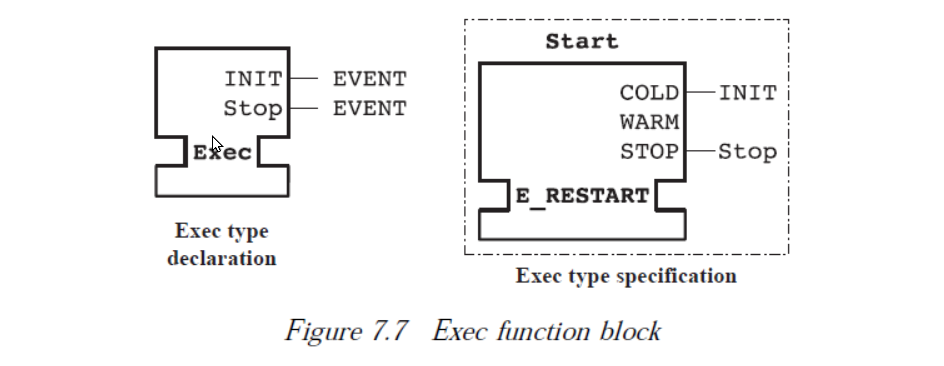 INIT EVENT
Stop EVENT
Exec
Exec type
declaration
Start
COLD INIT
WARM
STOP Stop
E_RESTART
Exec type specification
Figure 7.7 Exec function block